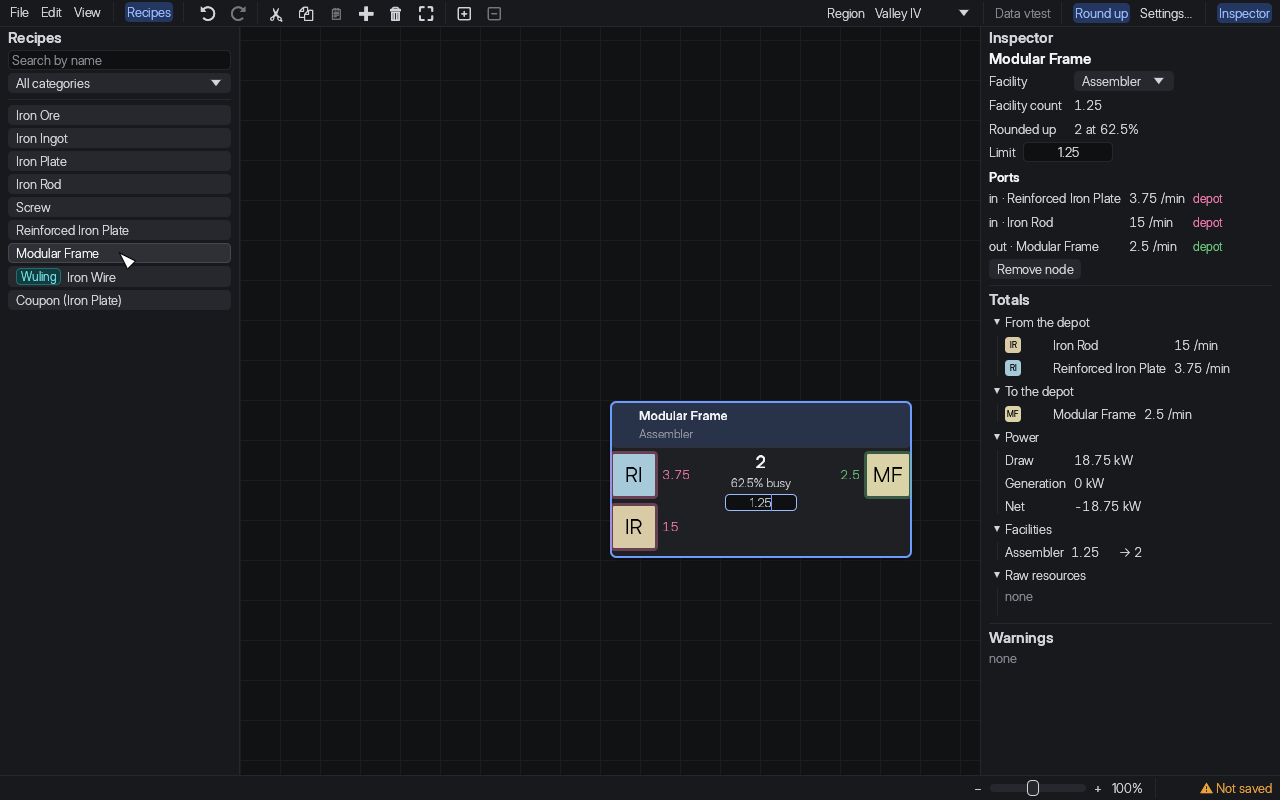 File Edit View Recipes Region Valley IV Data vtest Round up Settings... Inspector
Recipes
Search by name
All categories
Iron Ore
Iron Ingot
Iron Plate
Iron Rod
Screw
Reinforced Iron Plate
Modular Frame
Wuling Iron Wire
Coupon (Iron Plate)
Modular Frame
Assembler
RI 3.75
IR 15
2
62.5% busy
1.25
2.5 MF
Inspector
Modular Frame
Facility Assembler
Facility count 1.25
Rounded up 2 at 62.5%
Limit 1.25
Ports
in · Reinforced Iron Plate 3.75 /min depot
in · Iron Rod 15 /min depot
out · Modular Frame 2.5 /min depot
Remove node
Totals
From the depot
IR Iron Rod 15 /min
RI Reinforced Iron Plate 3.75 /min
To the depot
MF Modular Frame 2.5 /min
Power
Draw 18.75 kW
Generation 0 kW
Net -18.75 kW
Facilities
Assembler 1.25 → 2
Raw resources
none
Warnings
none
− + 100% Not saved